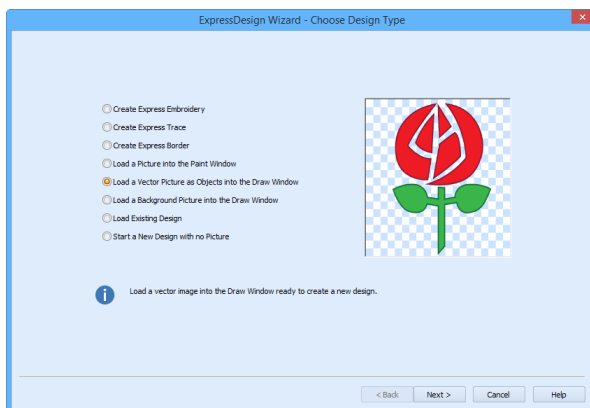 ExpressDesign Wizard - Choose Design Type
Create Express Embroidery
Create Express Trace
Create Express Border
Load a Picture into the Paint Window
Load a Vector Picture as Objects into the Draw Window
Load a Background Picture into the Draw Window
Load Existing Design
Start a New Design with no Picture
Load a vector image into the Draw Window ready to create a new design.
< Back Next > Cancel Help